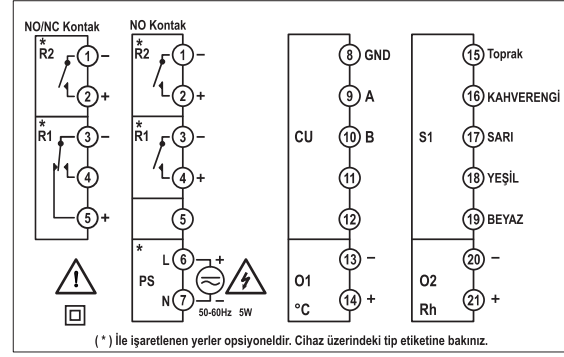 NO/NC Kontak
* R2 1 –
2 +
* R1 3 –
4
5 +
NO Kontak
* R2 1 –
2 +
* R1 3 –
4 +
5
* PS L 6 +
N 7 –
50-60Hz 5W
CU
8 GND
9 A
10 B
11
12
O1 °C
13 –
14 +
S1
15 Toprak
16 KAHVERENGİ
17 SARI
18 YEŞİL
19 BEYAZ
O2 Rh
20 –
21 +
( * ) İle işaretlenen yerler opsiyoneldir. Cihaz üzerindeki tip etiketine bakınız.